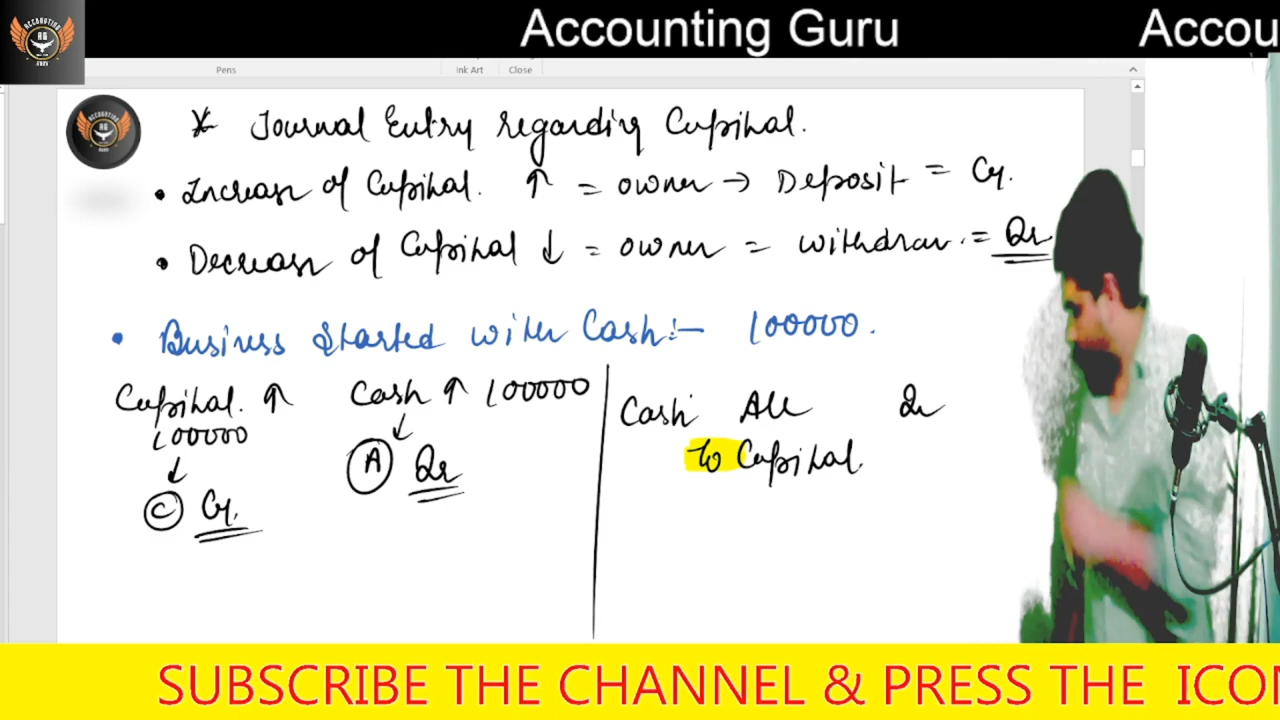 Accounting Guru
Accou
Pens
Ink Art
Close
* Journal Entry regarding Capital.
• Increase of Capital. ↑ = owner → Deposit = Cr.
• Decrease of Capital ↓ = owner = withdraw. = Dr
• Business Started with Cash:- 100000.
Capital. ↑
100000
↓
C Cr.
Cash ↑ 100000
↓
A Dr
Cash A/c Dr
To Capital.
SUBSCRIBE THE CHANNEL & PRESS THE ICON